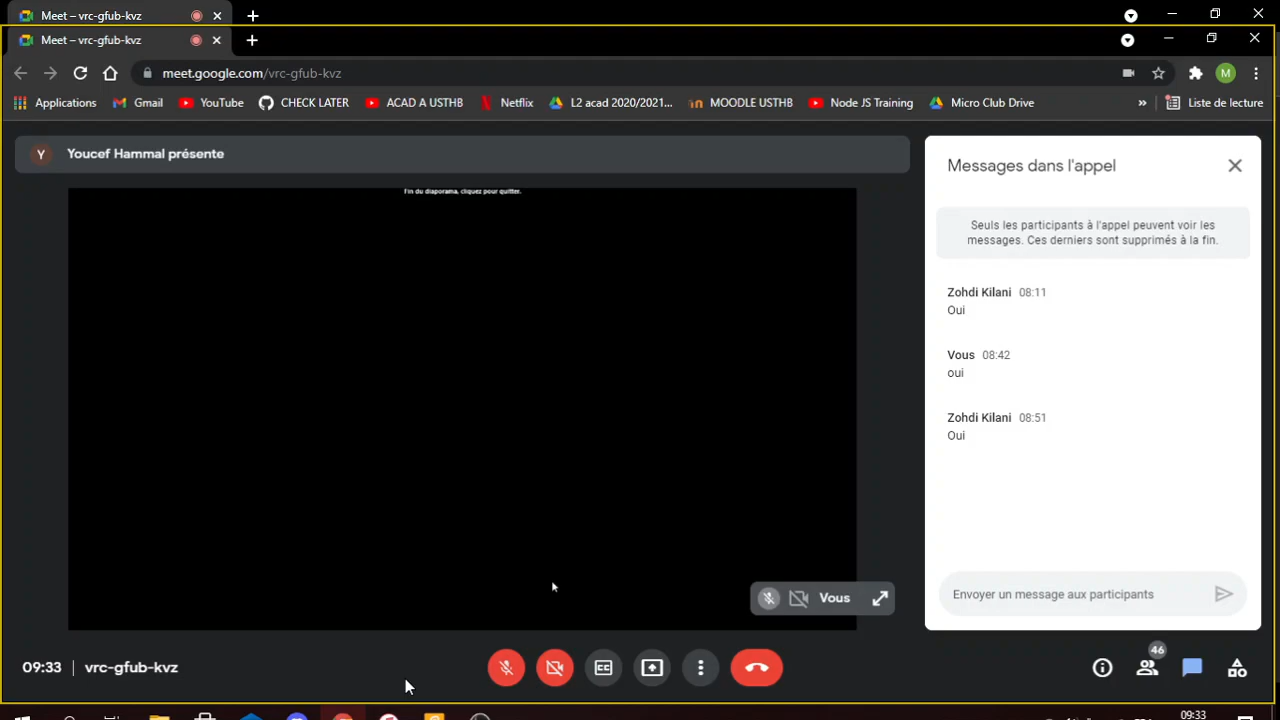 Meet – vrc-gfub-kvz
Meet – vrc-gfub-kvz
meet.google.com/vrc-gfub-kvz
M
Applications
Gmail
YouTube
CHECK LATER
ACAD A USTHB
Netflix
L2 acad 2020/2021...
MOODLE USTHB
Node JS Training
Micro Club Drive
»
Liste de lecture
Y
Youcef Hammal présente
Fin du diaporama, cliquez pour quitter.
Vous
Messages dans l'appel
Seuls les participants à l'appel peuvent voir les
messages. Ces derniers sont supprimés à la fin.
Zohdi Kilani 08:11
Oui
Vous 08:42
oui
Zohdi Kilani 08:51
Oui
Envoyer un message aux participants
09:33 | vrc-gfub-kvz
46
09:33